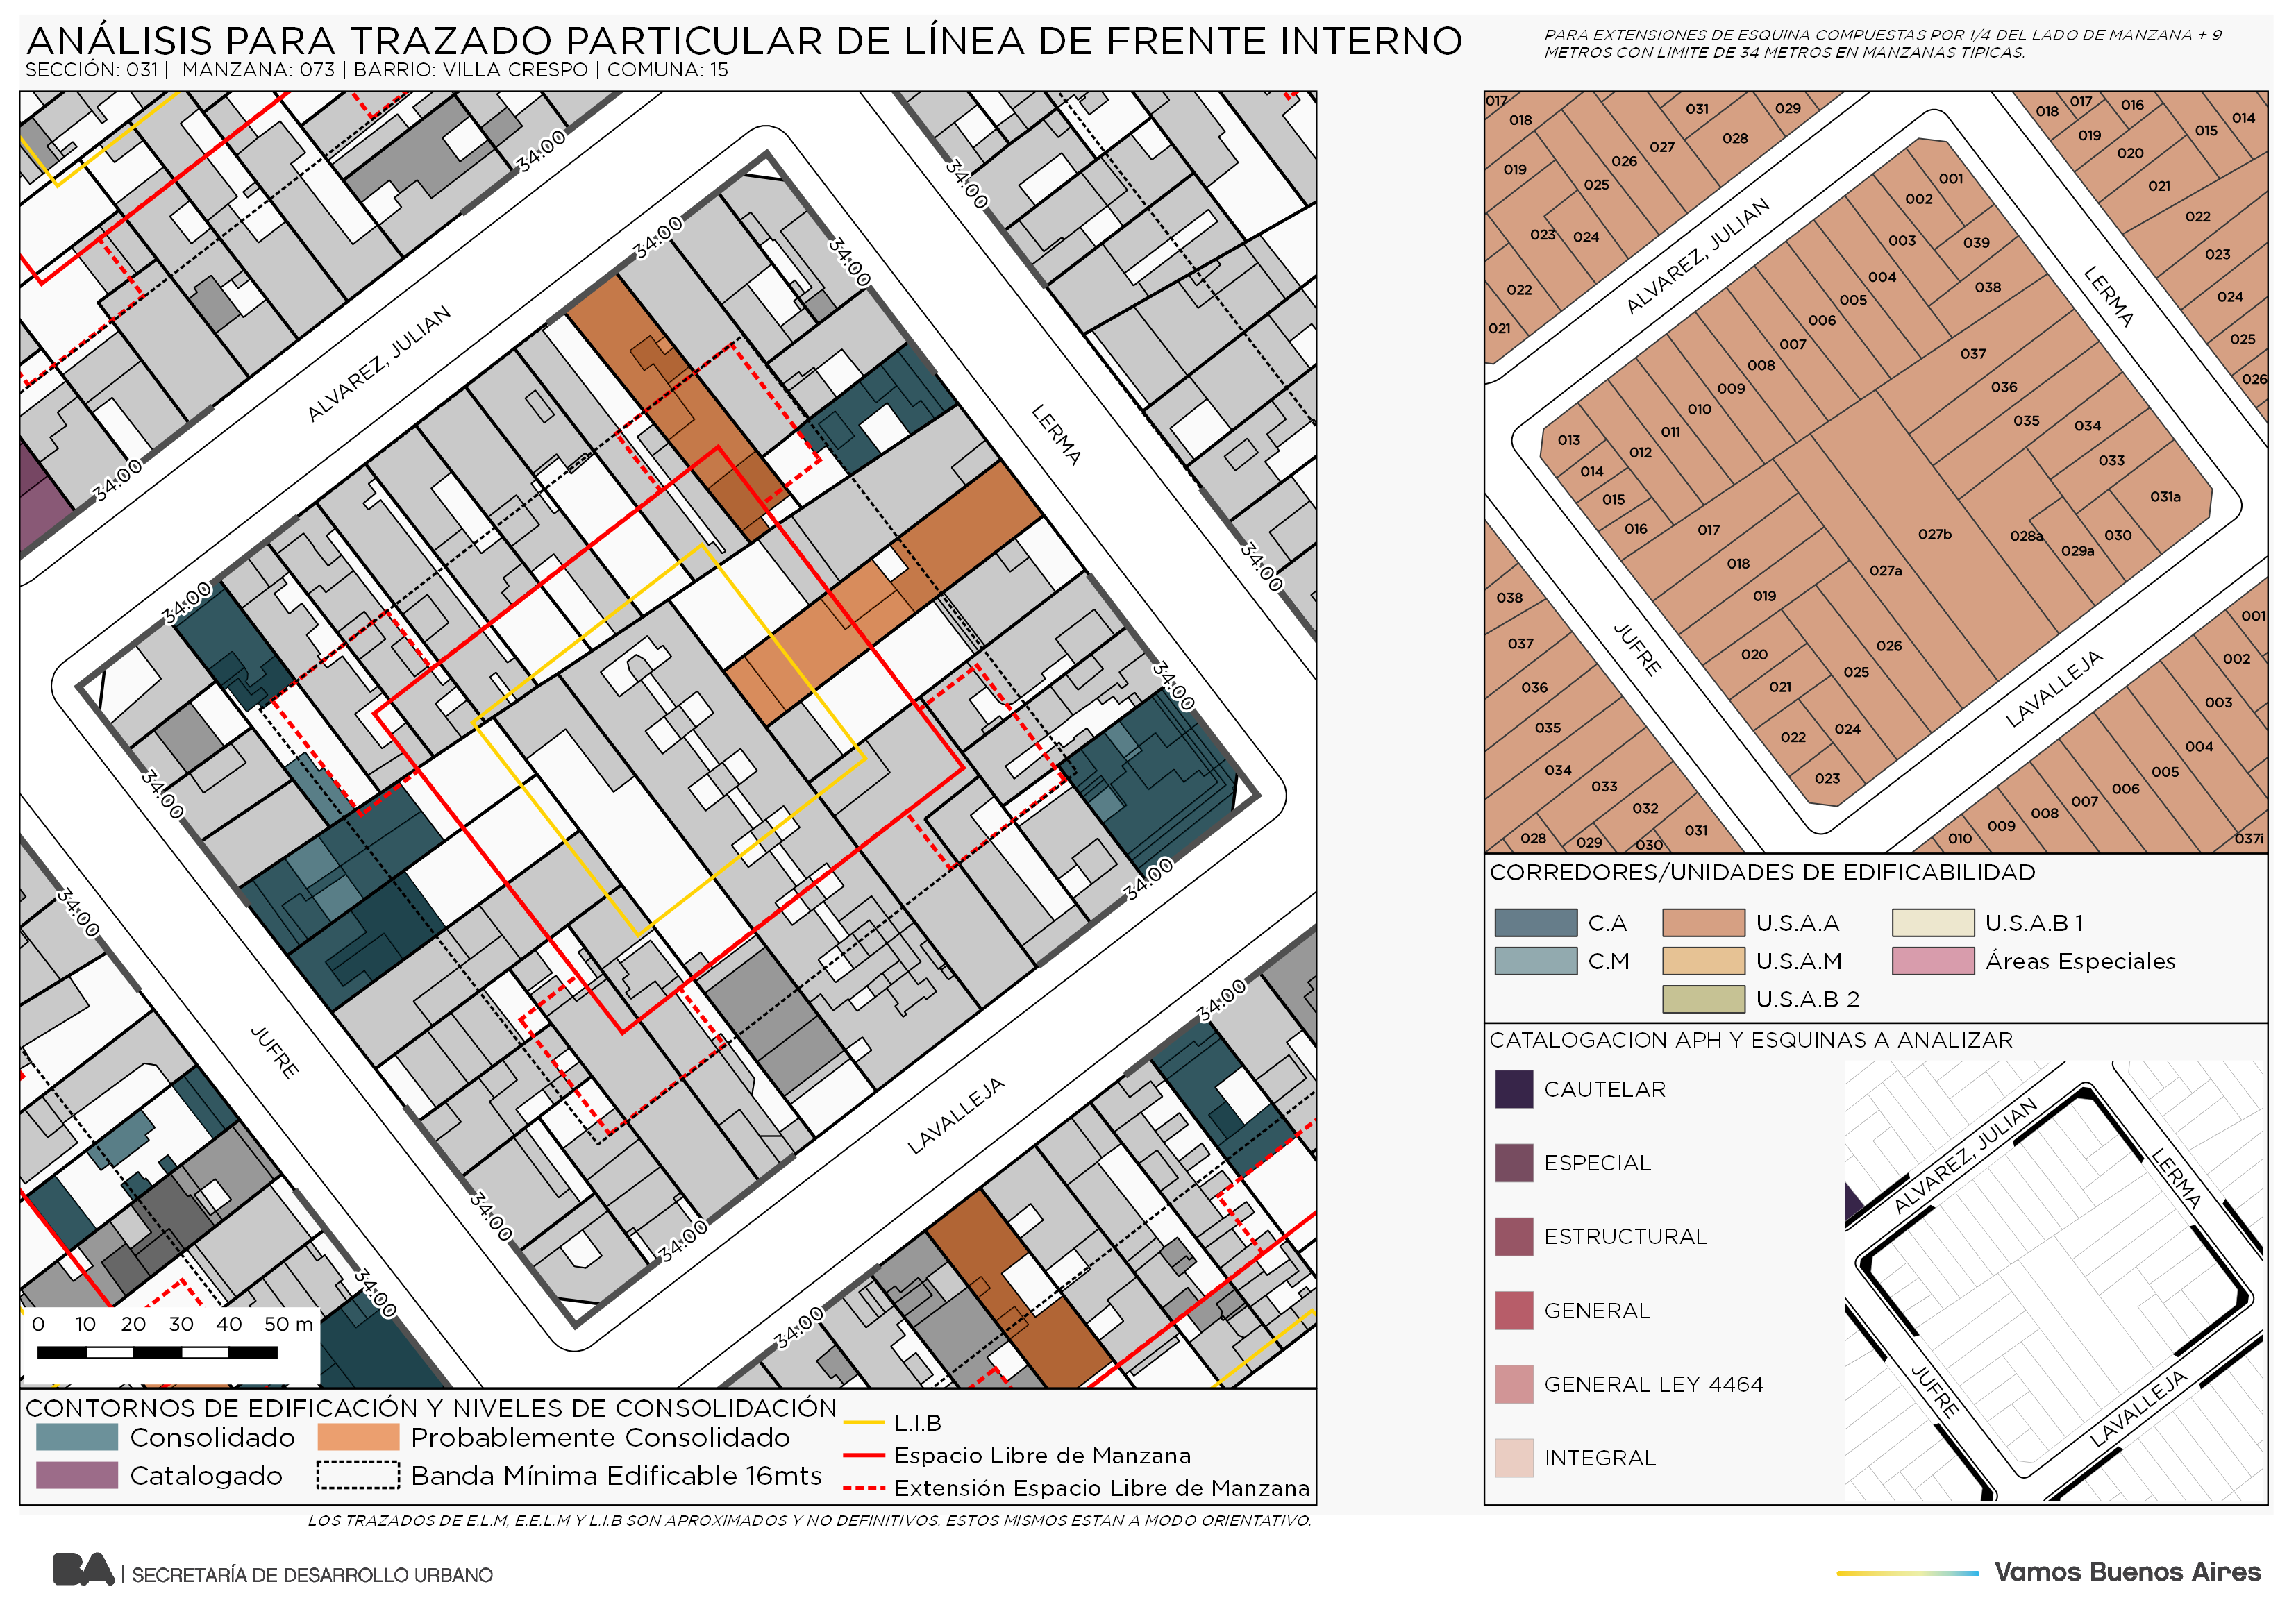 ANÁLISIS PARA TRAZADO PARTICULAR DE LÍNEA DE FRENTE INTERNO
SECCIÓN: 031 | MANZANA: 073 | BARRIO: VILLA CRESPO | COMUNA: 15
PARA EXTENSIONES DE ESQUINA COMPUESTAS POR 1/4 DEL LADO DE MANZANA + 9
METROS CON LIMITE DE 34 METROS EN MANZANAS TIPICAS.
34.00
34.00
34.00
34.00
ALVAREZ, JULIAN
LERMA
34.00
34.00
34.00
34.00
34.00
34.00
34.00
34.00
34.00
JUFRE
LAVALLEJA
34.00
34.00
34.00
34.00
0 10 20 30 40 50 m
CONTORNOS DE EDIFICACIÓN Y NIVELES DE CONSOLIDACIÓN
Consolidado
Probablemente Consolidado
Catalogado
Banda Mínima Edificable 16mts
L.I.B
Espacio Libre de Manzana
Extensión Espacio Libre de Manzana
LOS TRAZADOS DE E.L.M, E.E.L.M Y L.I.B SON APROXIMADOS Y NO DEFINITIVOS. ESTOS MISMOS ESTAN A MODO ORIENTATIVO.
017
018
031
029
028
027
026
019
025
023
024
022
021
018
017
016
014
015
019
020
021
022
023
024
025
026
ALVAREZ, JULIAN
LERMA
001
002
039
003
038
004
005
006
037
007
008
036
009
010
035
034
011
012
013
033
014
031a
015
016
017
030
027b
028a
029a
018
027a
019
026
020
025
021
024
022
023
JUFRE
LAVALLEJA
038
037
036
035
034
033
032
031
028
029
030
001
002
003
004
005
006
007
008
009
010
037i
CORREDORES/UNIDADES DE EDIFICABILIDAD
C.A
U.S.A.A
U.S.A.B 1
C.M
U.S.A.M
Áreas Especiales
U.S.A.B 2
CATALOGACION APH Y ESQUINAS A ANALIZAR
CAUTELAR
ESPECIAL
ESTRUCTURAL
GENERAL
GENERAL LEY 4464
INTEGRAL
ALVAREZ, JULIAN
LERMA
JUFRE
LAVALLEJA
BA | SECRETARÍA DE DESARROLLO URBANO
Vamos Buenos Aires